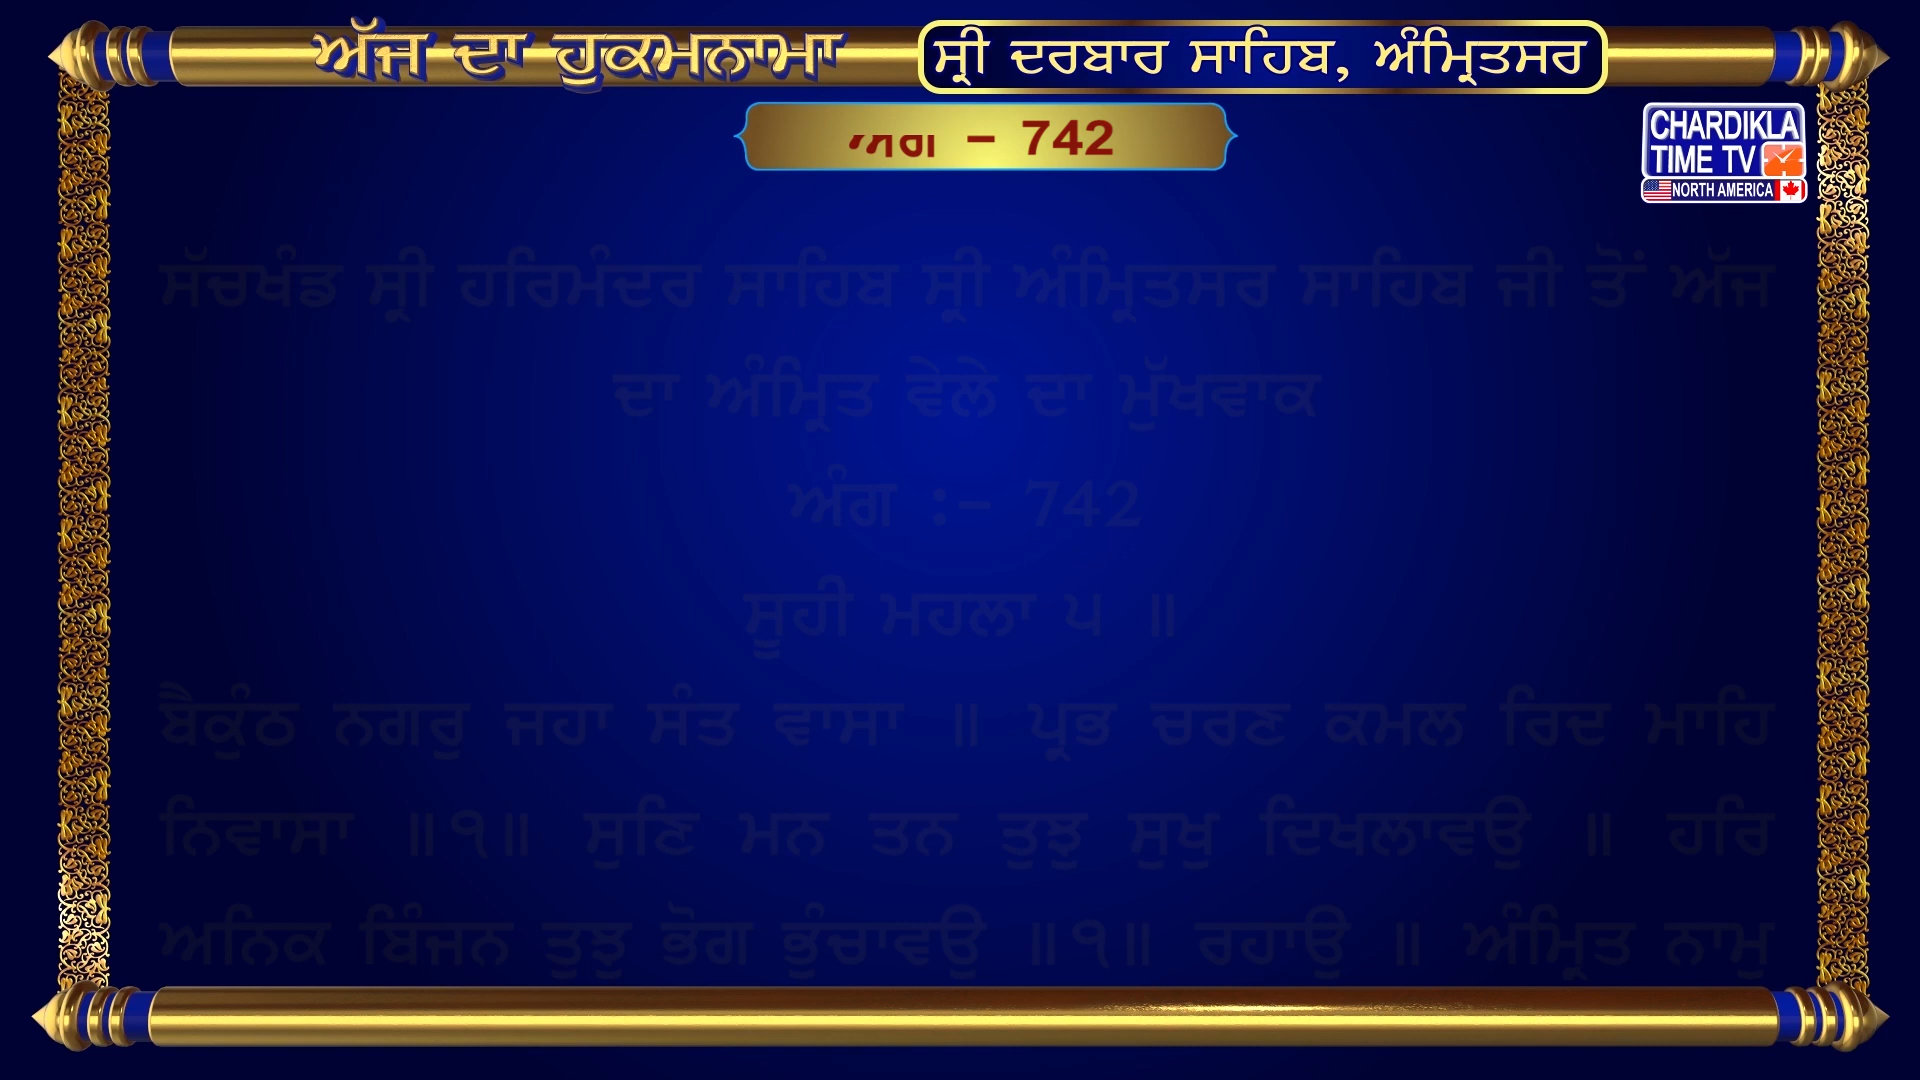 ਅੱਜ ਦਾ ਹੁਕਮਨਾਮਾ
ਸ੍ਰੀ ਦਰਬਾਰ ਸਾਹਿਬ, ਅੰਮ੍ਰਿਤਸਰ
ਅੰਗ – 742
CHARDIKLA
TIME TV
NORTH AMERICA
ਸੱਚਖੰਡ ਸ੍ਰੀ ਹਰਿਮੰਦਰ ਸਾਹਿਬ ਸ੍ਰੀ ਅੰਮ੍ਰਿਤਸਰ ਸਾਹਿਬ ਜੀ ਤੋਂ ਅੱਜ
ਦਾ ਅੰਮ੍ਰਿਤ ਵੇਲੇ ਦਾ ਮੁੱਖਵਾਕ
ਅੰਗ :– 742
ਸੂਹੀ ਮਹਲਾ ੫ ॥
ਬੈਕੁੰਠ ਨਗਰੁ ਜਹਾ ਸੰਤ ਵਾਸਾ ॥ ਪ੍ਰਭ ਚਰਣ ਕਮਲ ਰਿਦ ਮਾਹਿ
ਨਿਵਾਸਾ ॥੧॥ ਸੁਣਿ ਮਨ ਤਨ ਤੁਝੁ ਸੁਖੁ ਦਿਖਲਾਵਉ ॥ ਹਰਿ
ਅਨਿਕ ਬਿੰਜਨ ਤੁਝੁ ਭੋਗ ਭੁੰਚਾਵਉ ॥੧॥ ਰਹਾਉ ॥ ਅੰਮ੍ਰਿਤ ਨਾਮੁ